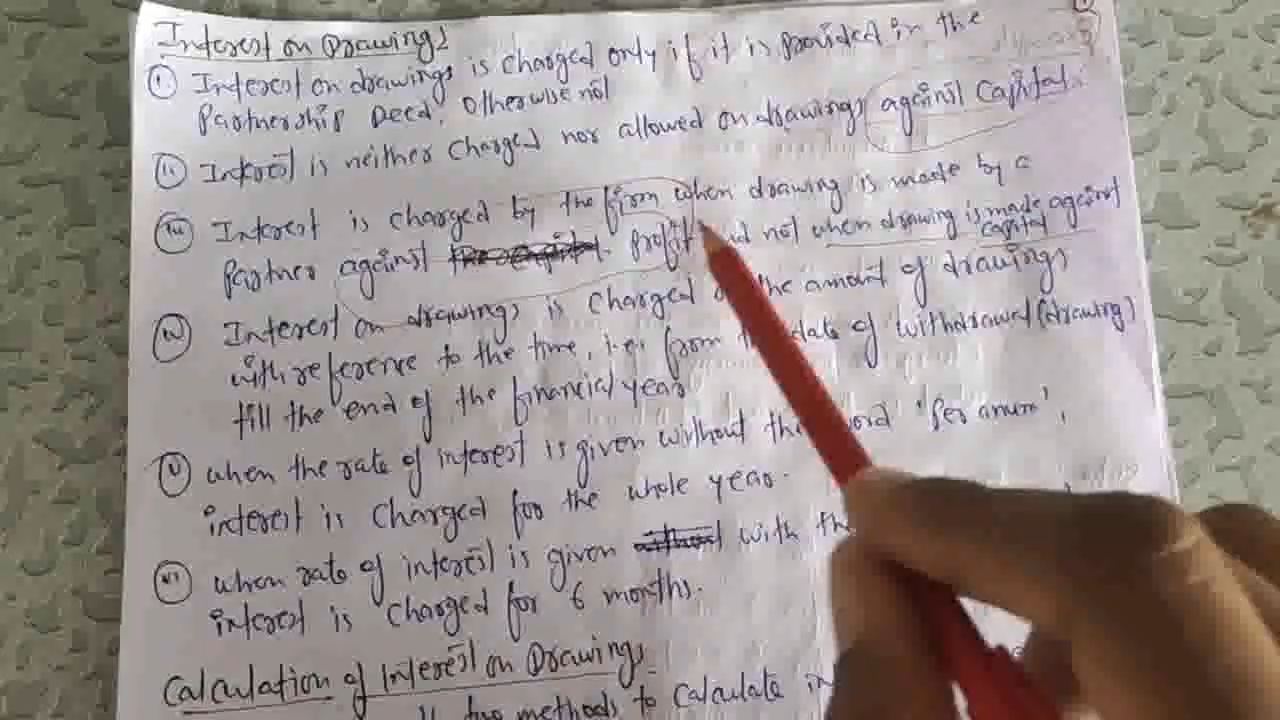 Interest on Drawings
(i) Interest on drawings is charged only if it is provided in the
Partnership Deed, Otherwise not
(ii) Interest is neither charged nor allowed on drawings against Capital.
(iii) Interest is charged by the firm when drawing is made by a
Partner against profit and not when drawing is made against
capital
(iv) Interest on drawings is charged on the amount of drawings
with reference to the time, i.e. from the date of withdrawal (drawing)
till the end of the financial year
(v) when the rate of interest is given without the word 'Per anum',
interest is charged for the whole year.
(vi) when rate of interest is given with the
interest is charged for 6 months.
Calculation of Interest on Drawings
two methods to calculate in